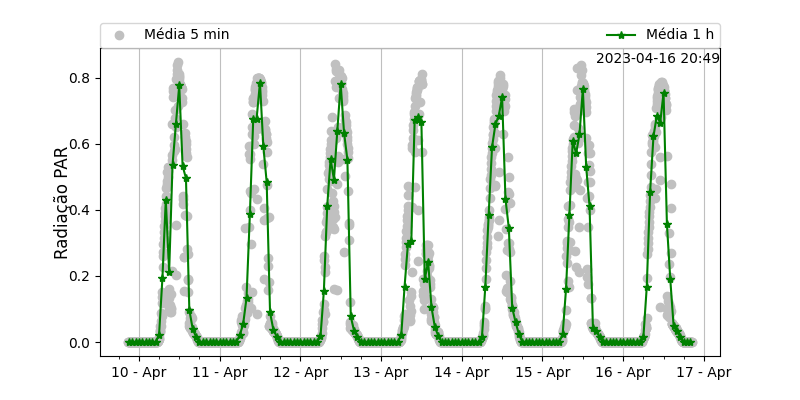 Média 5 min
Média 1 h
2023-04-16 20:49
Radiação PAR
0.8
0.6
0.4
0.2
0.0
10 - Apr
11 - Apr
12 - Apr
13 - Apr
14 - Apr
15 - Apr
16 - Apr
17 - Apr